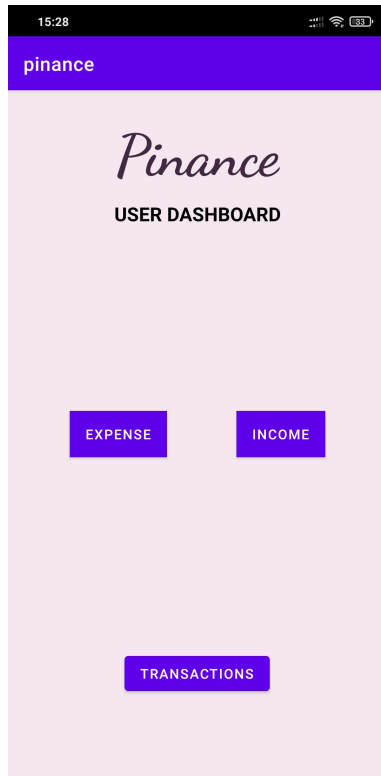 15:28
33
pinance
Pinance
USER DASHBOARD
EXPENSE
INCOME
TRANSACTIONS